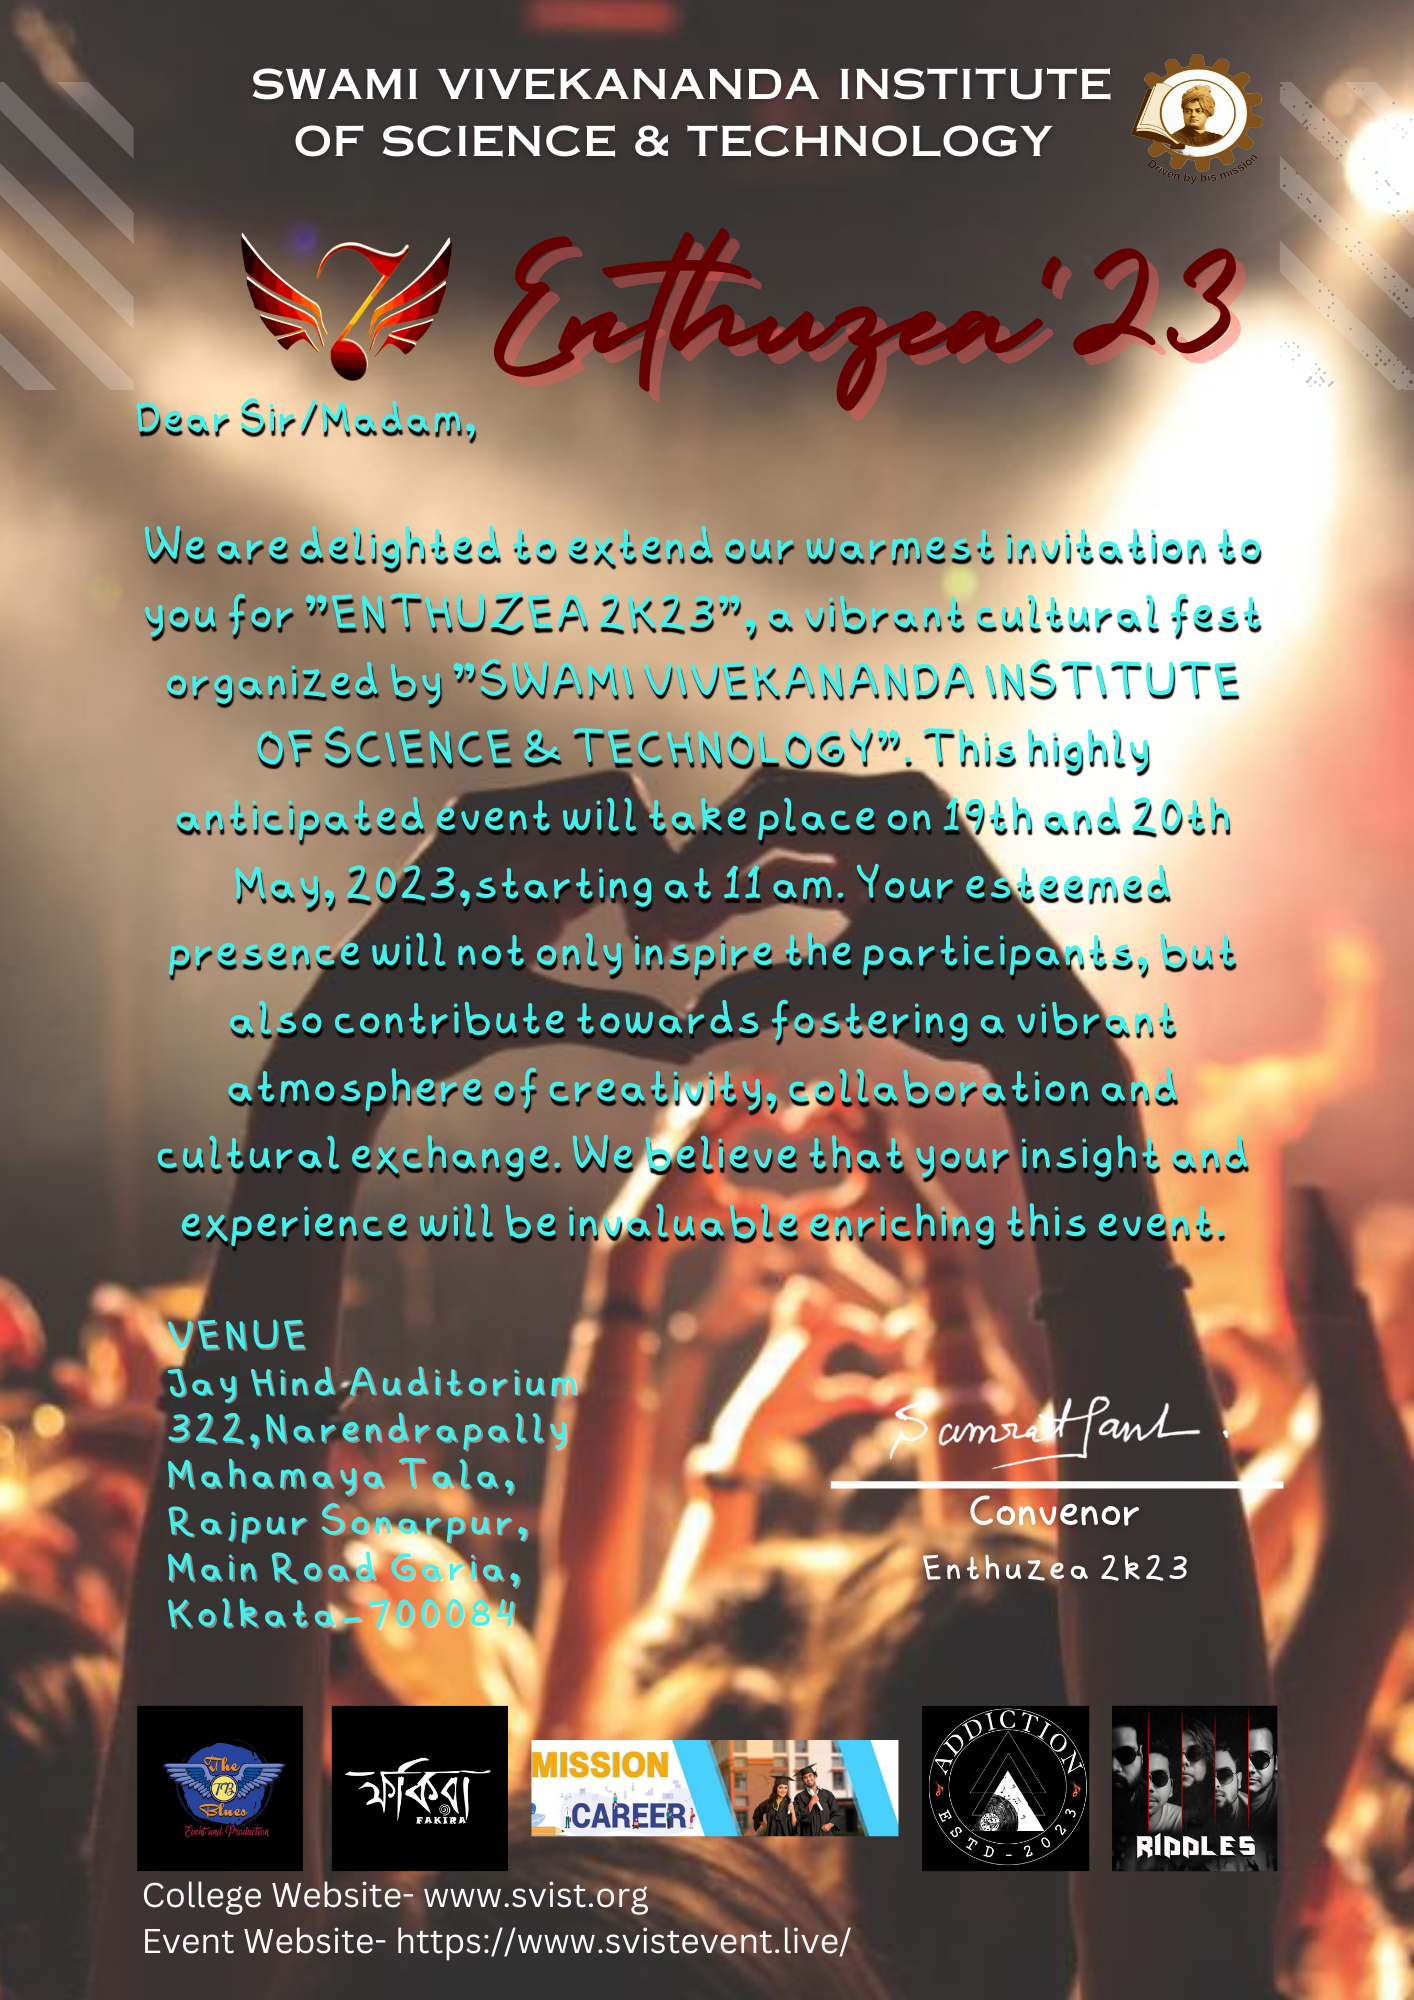 SWAMI VIVEKANANDA INSTITUTE
OF SCIENCE & TECHNOLOGY
Driven by his mission
Enthuzea'23
Dear Sir/Madam,
We are delighted to extend our warmest invitation to
you for "ENTHUZEA 2K23", a vibrant cultural fest
organized by "SWAMI VIVEKANANDA INSTITUTE
OF SCIENCE & TECHNOLOGY". This highly
anticipated event will take place on 19th and 20th
May, 2023,starting at 11 am. Your esteemed
presence will not only inspire the participants, but
also contribute towards fostering a vibrant
atmosphere of creativity, collaboration and
cultural exchange. We believe that your insight and
experience will be invaluable enriching this event.
VENUE
Jay Hind Auditorium
322,Narendrapally
Mahamaya Tala,
Rajpur Sonarpur,
Main Road Garia,
Kolkata-700084
Samrat Paul.
Convenor
Enthuzea 2k23
The
TB
Blues
Event and Production
ফকিরা
FAKIRA
MISSION
CAREER
ADDICTION
ESTD-2023
RIDDLES
College Website- www.svist.org
Event Website- https://www.svistevent.live/